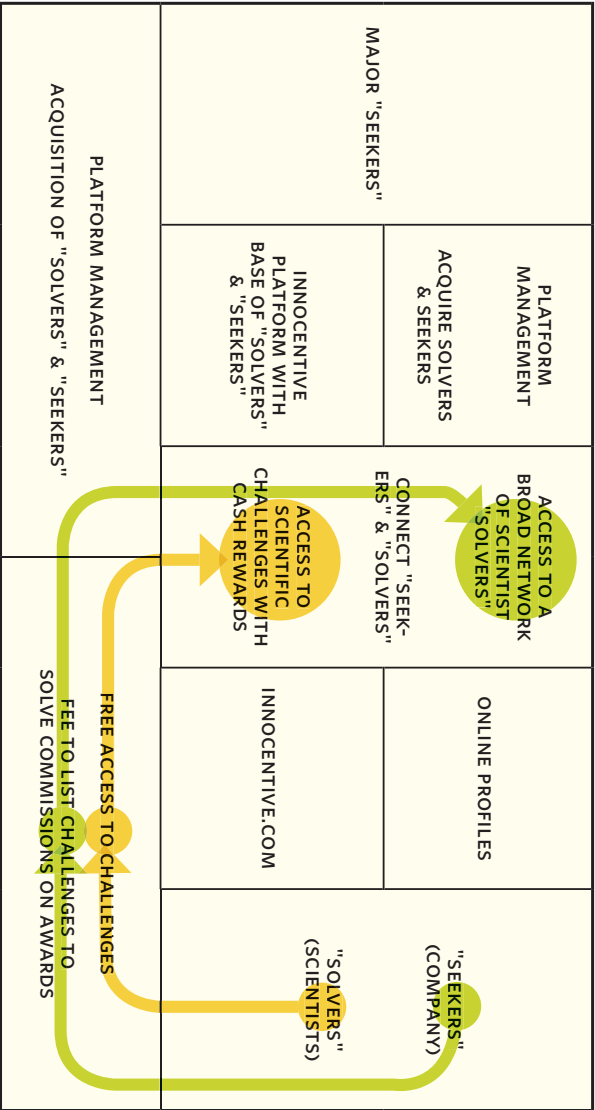 MAJOR "SEEKERS"
PLATFORM
MANAGEMENT
ACQUIRE SOLVERS
& SEEKERS
INNOCENTIVE
PLATFORM WITH
BASE OF "SOLVERS"
& "SEEKERS"
ACCESS TO A
BROAD NETWORK
OF SCIENTIST
"SOLVERS"
CONNECT "SEEK-
ERS" & "SOLVERS"
ACCESS TO
SCIENTIFIC
CHALLENGES WITH
CASH REWARDS
ONLINE PROFILES
INNOCENTIVE.COM
"SEEKERS"
(COMPANY)
"SOLVERS"
(SCIENTISTS)
PLATFORM MANAGEMENT
ACQUISITION OF "SOLVERS" & "SEEKERS"
FREE ACCESS TO CHALLENGES
FEE TO LIST CHALLENGES TO
SOLVE COMMISSIONS ON AWARDS